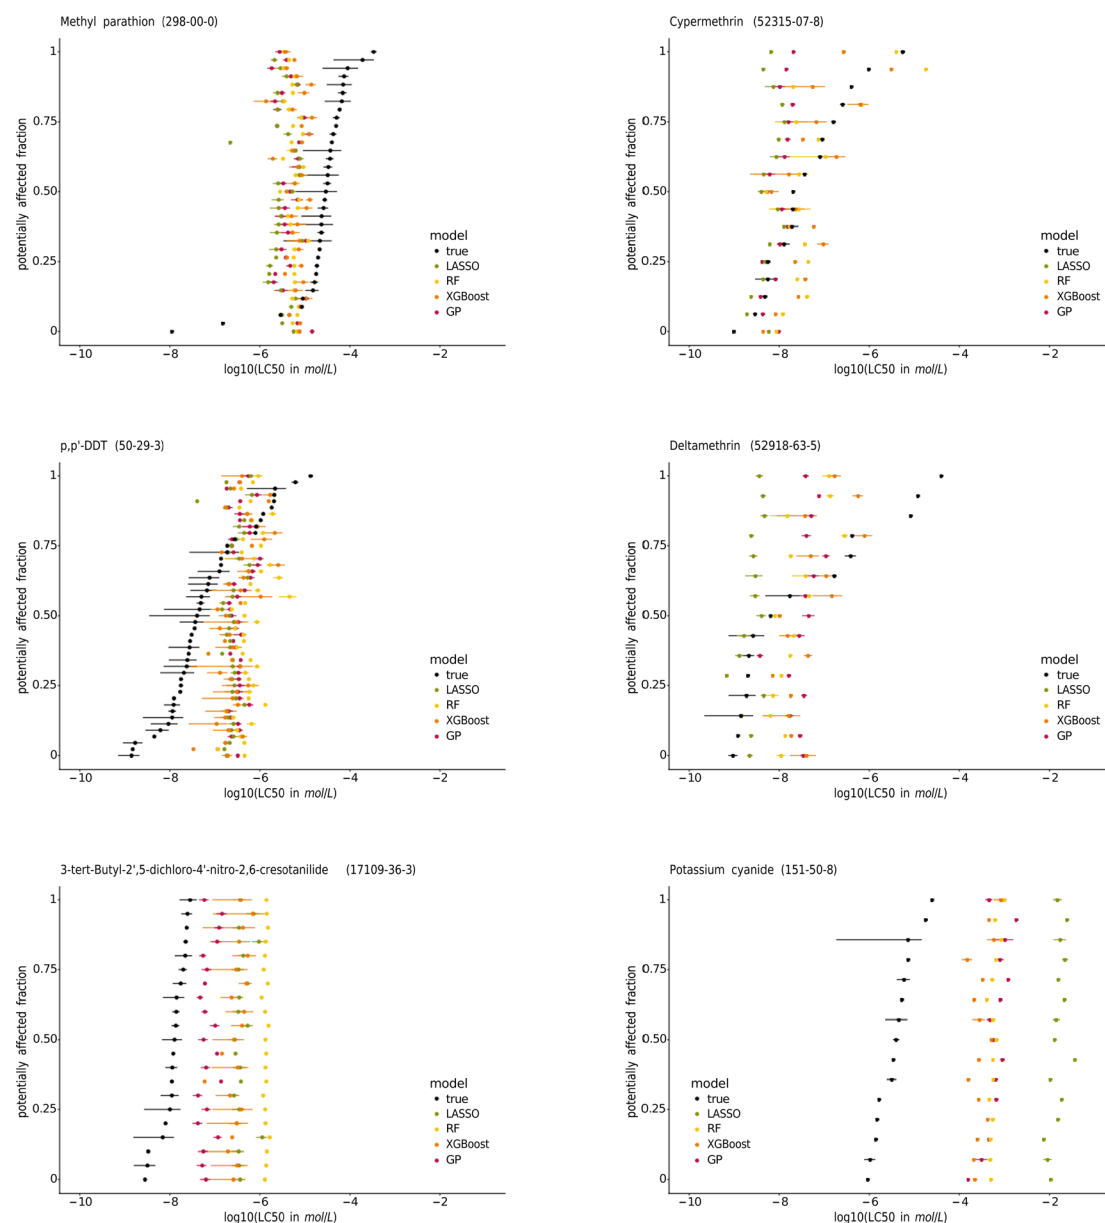 Methyl parathion (298-00-0)
potentially affected fraction
1
0.75
0.50
0.25
0
−10 −8 −6 −4 −2
log10(LC50 in mol/L)
model
true
LASSO
RF
XGBoost
GP
Cypermethrin (52315-07-8)
potentially affected fraction
1
0.75
0.50
0.25
0
−10 −8 −6 −4 −2
log10(LC50 in mol/L)
model
true
LASSO
RF
XGBoost
GP
p,p'-DDT (50-29-3)
potentially affected fraction
1
0.75
0.50
0.25
0
−10 −8 −6 −4 −2
log10(LC50 in mol/L)
model
true
LASSO
RF
XGBoost
GP
Deltamethrin (52918-63-5)
potentially affected fraction
1
0.75
0.50
0.25
0
−10 −8 −6 −4 −2
log10(LC50 in mol/L)
model
true
LASSO
RF
XGBoost
GP
3-tert-Butyl-2',5-dichloro-4'-nitro-2,6-cresotanilide (17109-36-3)
potentially affected fraction
1
0.75
0.50
0.25
0
−10 −8 −6 −4 −2
log10(LC50 in mol/L)
model
true
LASSO
RF
XGBoost
GP
Potassium cyanide (151-50-8)
potentially affected fraction
1
0.75
0.50
0.25
0
−10 −8 −6 −4 −2
log10(LC50 in mol/L)
model
true
LASSO
RF
XGBoost
GP